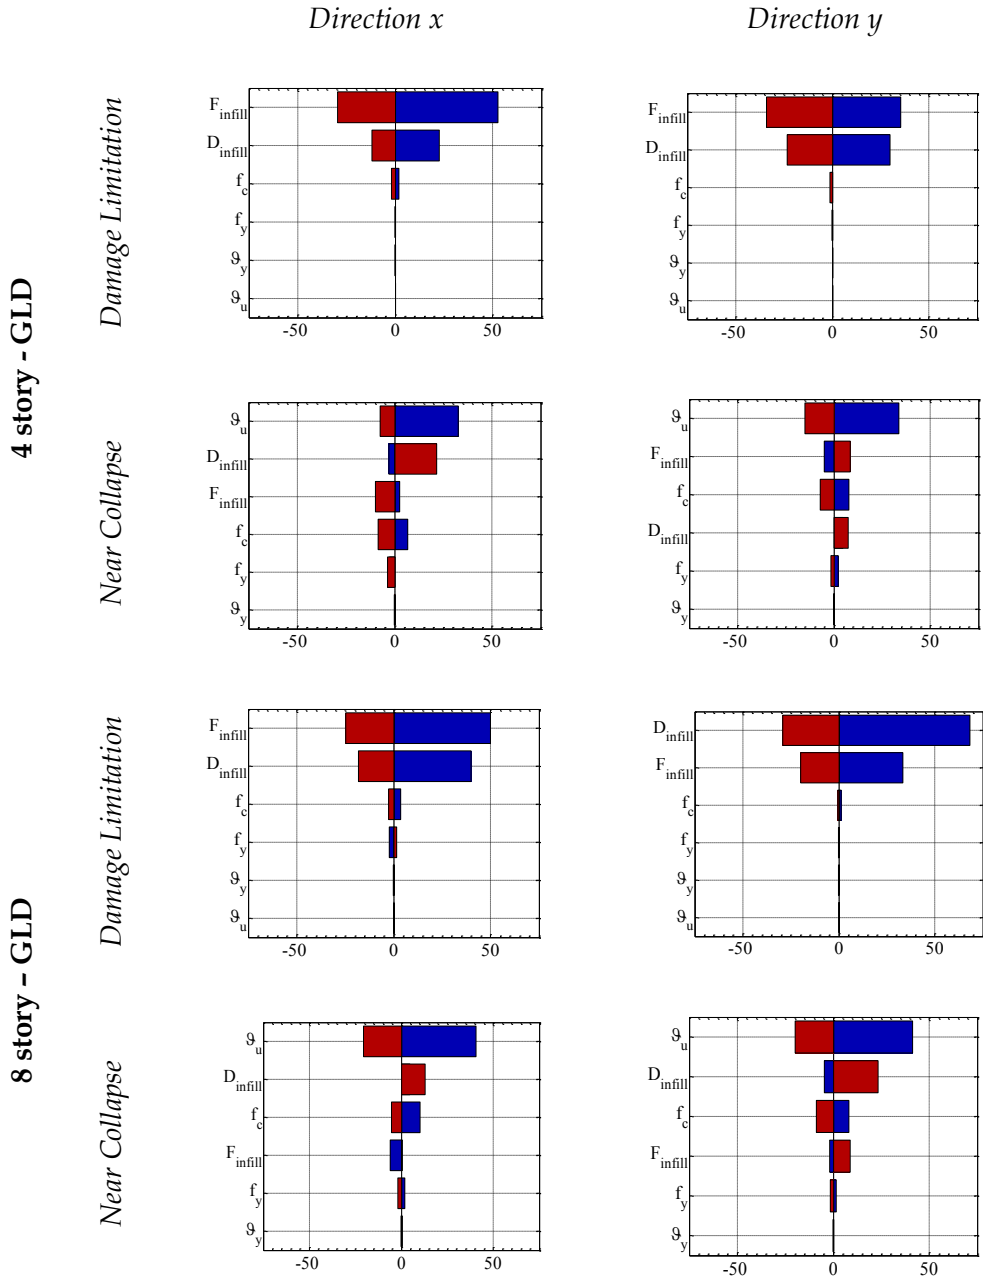 Direction x
Direction y
4 story - GLD
Damage Limitation
F infill
D infill
f c
f y
ϑ y
ϑ u
-50 0 50
F infill
D infill
f c
f y
ϑ y
ϑ u
-50 0 50
Near Collapse
ϑ u
D infill
F infill
f c
f y
ϑ y
-50 0 50
ϑ u
F infill
f c
D infill
f y
ϑ y
-50 0 50
8 story – GLD
Damage Limitation
F infill
D infill
f c
f y
ϑ y
ϑ u
-50 0 50
D infill
F infill
f c
f y
ϑ y
ϑ u
-50 0 50
Near Collapse
ϑ u
D infill
f c
F infill
f y
ϑ y
-50 0 50
ϑ u
D infill
f c
F infill
f y
ϑ y
-50 0 50